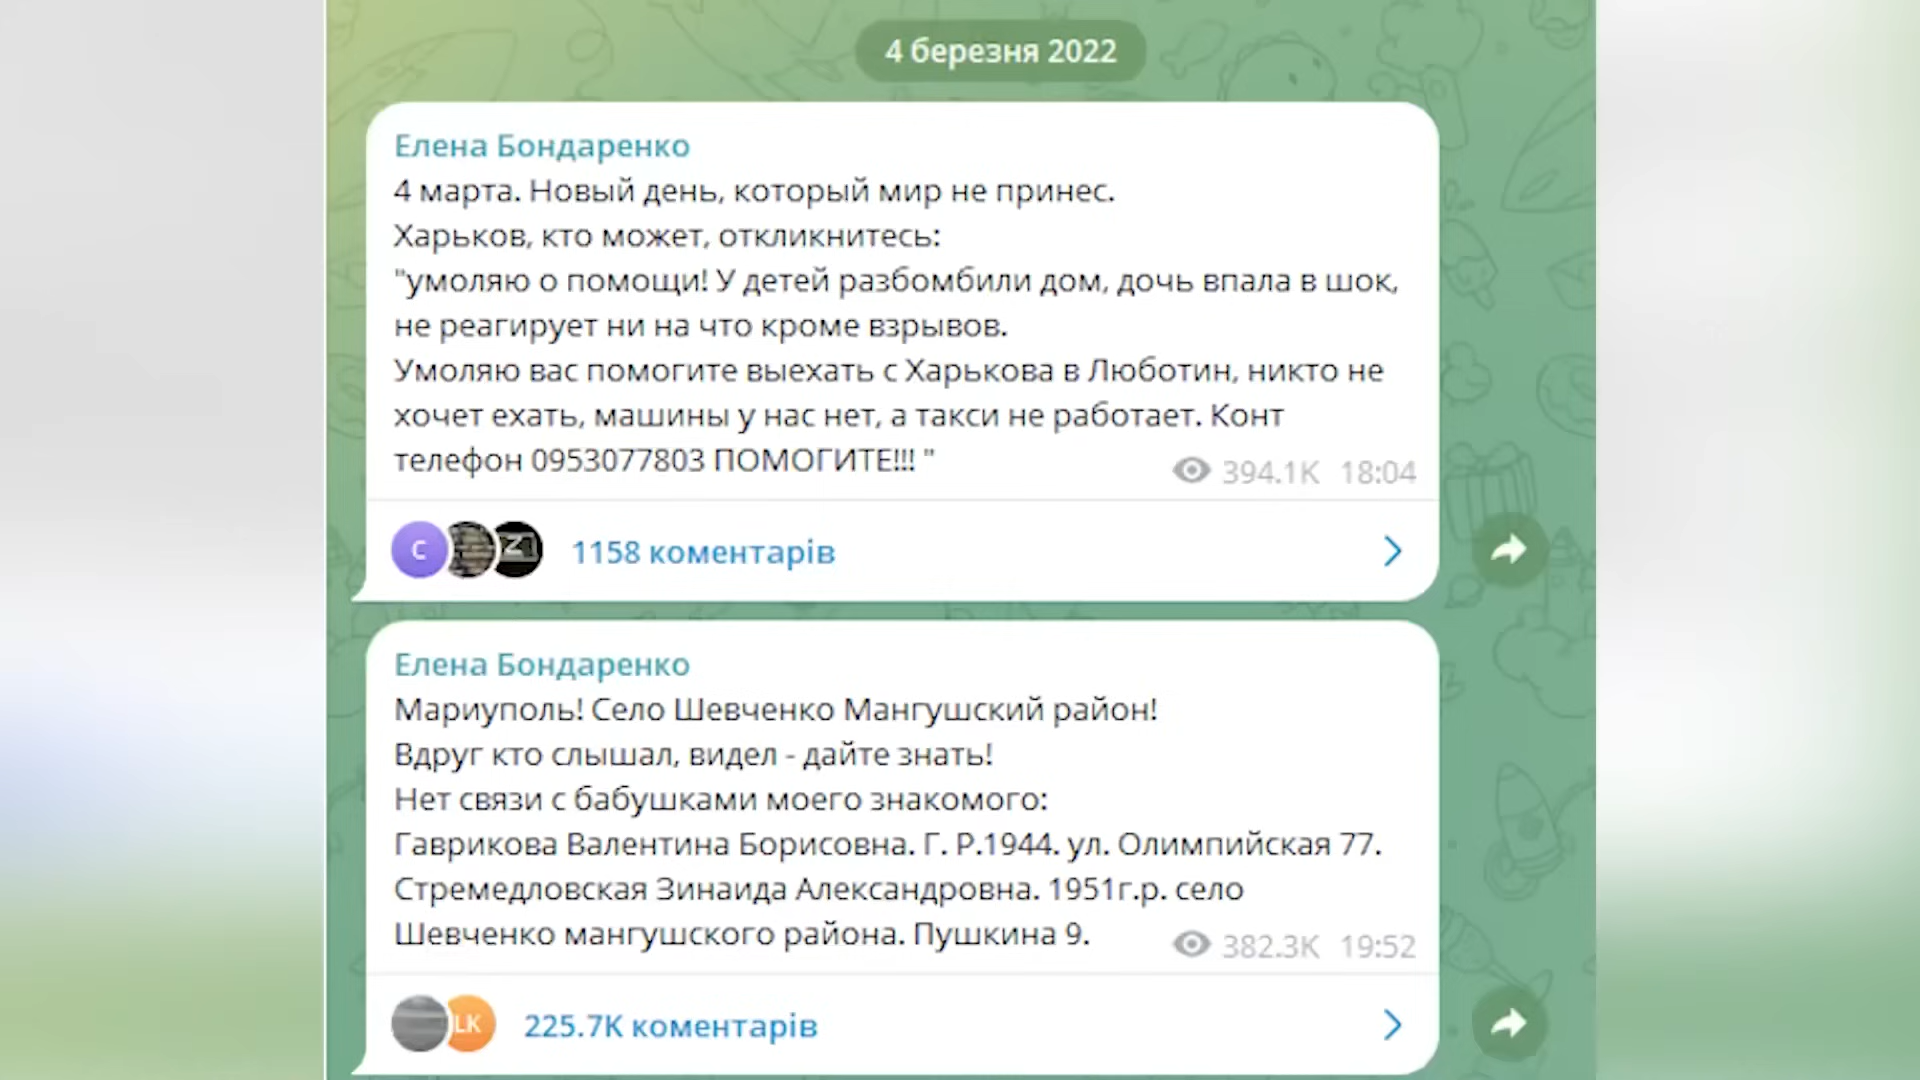 4 березня 2022
Елена Бондаренко
4 марта. Новый день, который мир не принес.
Харьков, кто может, откликнитесь:
"умоляю о помощи! У детей разбомбили дом, дочь впала в шок,
не реагирует ни на что кроме взрывов.
Умоляю вас помогите выехать с Харькова в Люботин, никто не
хочет ехать, машины у нас нет, а такси не работает. Конт
телефон 0953077803 ПОМОГИТЕ!!! "
394.1K 18:04
C
Z
1158 коментарів
Елена Бондаренко
Мариуполь! Село Шевченко Мангушский район!
Вдруг кто слышал, видел - дайте знать!
Нет связи с бабушками моего знакомого:
Гаврикова Валентина Борисовна. Г. Р.1944. ул. Олимпийская 77.
Стремедловская Зинаида Александровна. 1951г.р. село
Шевченко мангушского района. Пушкина 9.
382.3K 19:52
LK
225.7K коментарів